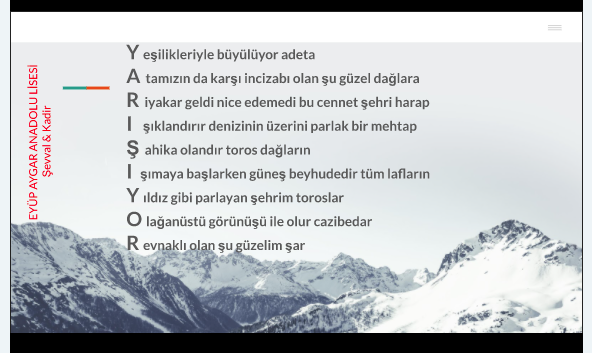 EYÜP AYGAR ANADOLU LİSESİ
Şevval & Kadir
Y eşilikleriyle büyülüyor adeta
A tamızın da karşı incizabı olan şu güzel dağlara
R iyakar geldi nice edemedi bu cennet şehri harap
I şıklandırır denizinin üzerini parlak bir mehtap
Ş ahika olandır toros dağların
I şımaya başlarken güneş beyhudedir tüm lafların
Y ıldız gibi parlayan şehrim toroslar
O lağanüstü görünüşü ile olur cazibedar
R evnaklı olan şu güzelim şar